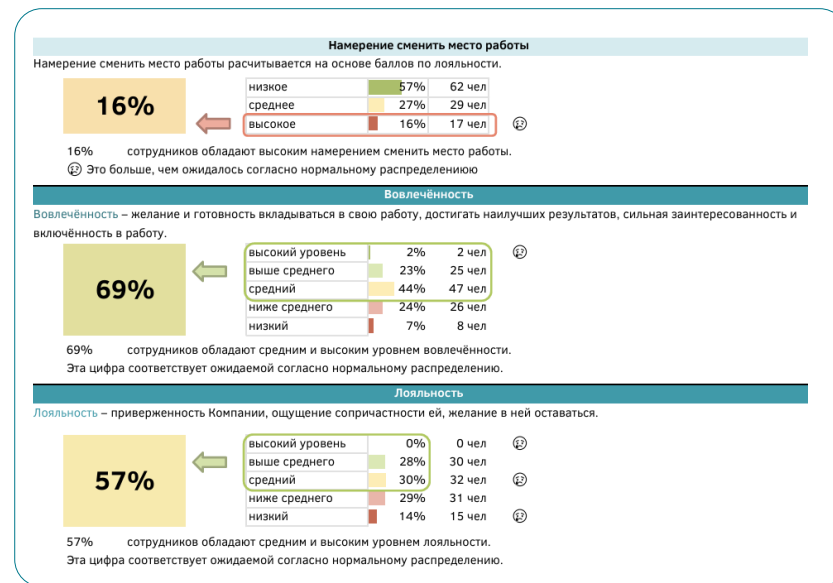 Намерение сменить место работы
Намерение сменить место работы расчитывается на основе баллов по лояльности.
16%
низкое 57% 62 чел
среднее 27% 29 чел
высокое 16% 17 чел
16% сотрудников обладают высоким намерением сменить место работы.
Это больше, чем ожидалось согласно нормальному распределениюю
Вовлечённость
Вовлечённость – желание и готовность вкладываться в свою работу, достигать наилучших результатов, сильная заинтересованность и
включённость в работу.
69%
высокий уровень 2% 2 чел
выше среднего 23% 25 чел
средний 44% 47 чел
ниже среднего 24% 26 чел
низкий 7% 8 чел
69% сотрудников обладают средним и высоким уровнем вовлечённости.
Эта цифра соответствует ожидаемой согласно нормальному распределению.
Лояльность
Лояльность – приверженность Компании, ощущение сопричастности ей, желание в ней оставаться.
57%
высокий уровень 0% 0 чел
выше среднего 28% 30 чел
средний 30% 32 чел
ниже среднего 29% 31 чел
низкий 14% 15 чел
57% сотрудников обладают средним и высоким уровнем лояльности.
Эта цифра соответствует ожидаемой согласно нормальному распределению.